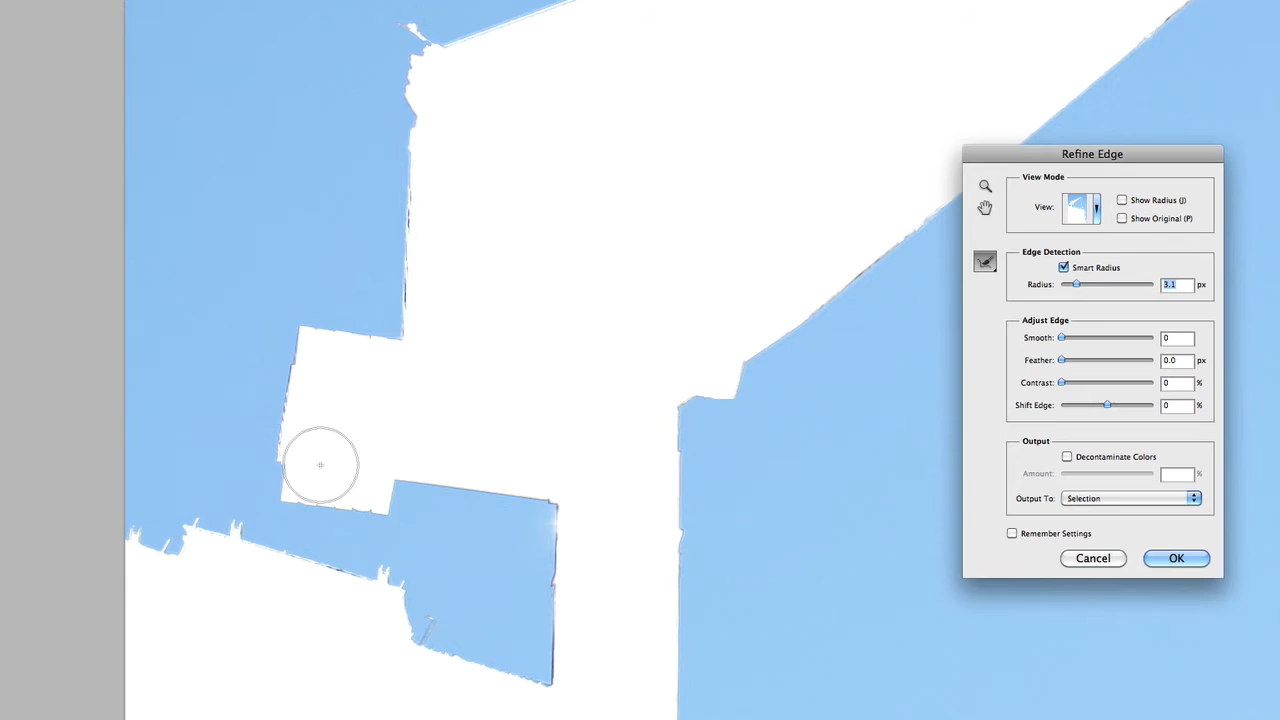 Refine Edge
View Mode
View:
Show Radius (J)
Show Original (P)
Edge Detection
Smart Radius
Radius: 3.1 px
Adjust Edge
Smooth: 0
Feather: 0.0 px
Contrast: 0 %
Shift Edge: 0 %
Output
Decontaminate Colors
Amount: %
Output To: Selection
Remember Settings
Cancel OK